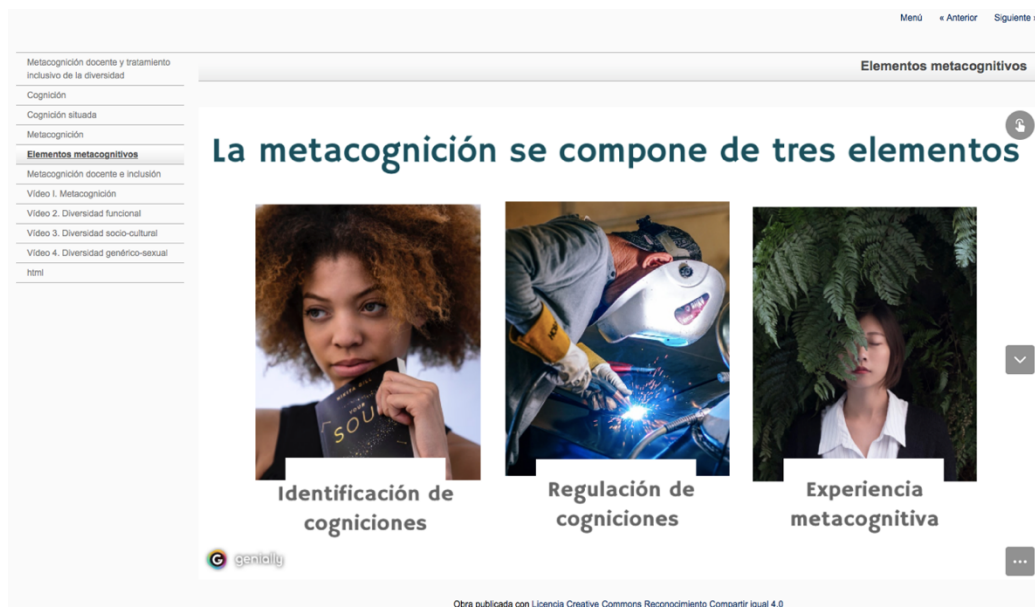 Menú « Anterior Siguiente »
Metacognición docente y tratamiento
inclusivo de la diversidad
Cognición
Cognición situada
Metacognición
Elementos metacognitivos
Metacognición docente e inclusión
Vídeo I. Metacognición
Vídeo 2. Diversidad funcional
Vídeo 3. Diversidad socio-cultural
Vídeo 4. Diversidad genérico-sexual
html
Elementos metacognitivos
La metacognición se compone de tres elementos
YOUR
SOUL
Identificación de
cogniciones
Regulación de
cogniciones
Experiencia
metacognitiva
G genially
Obra publicada con Licencia Creative Commons Reconocimiento Compartir igual 4.0